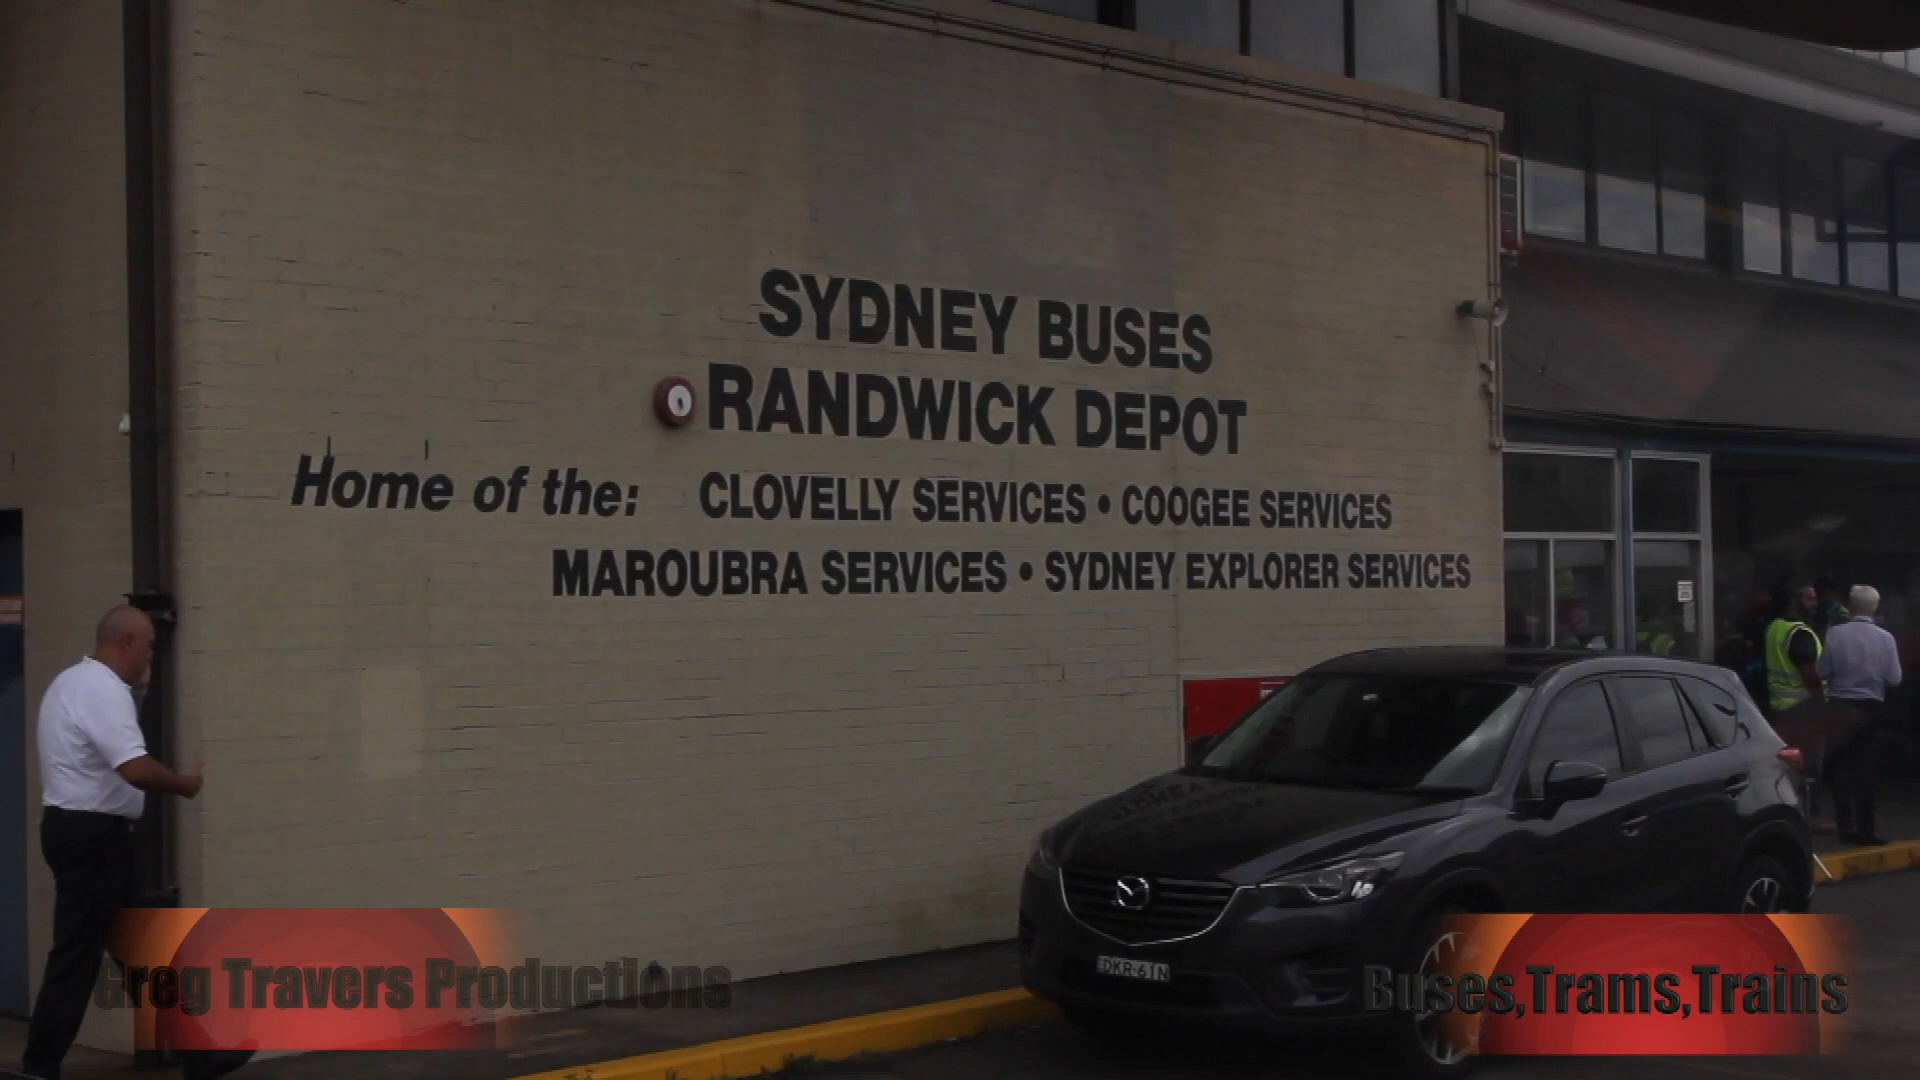 SYDNEY BUSES
RANDWICK DEPOT
Home of the: CLOVELLY SERVICES • COOGEE SERVICES
MAROUBRA SERVICES • SYDNEY EXPLORER SERVICES
DKR·61N
Greg Travers Productions
Buses,Trams,Trains